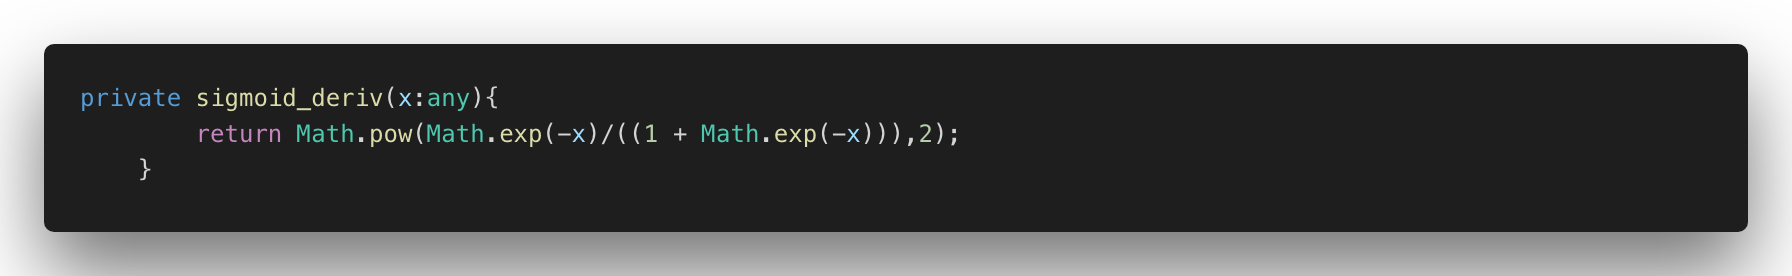 private sigmoid_deriv(x:any){
        return Math.pow(Math.exp(-x)/((1 + Math.exp(-x))),2);
    }